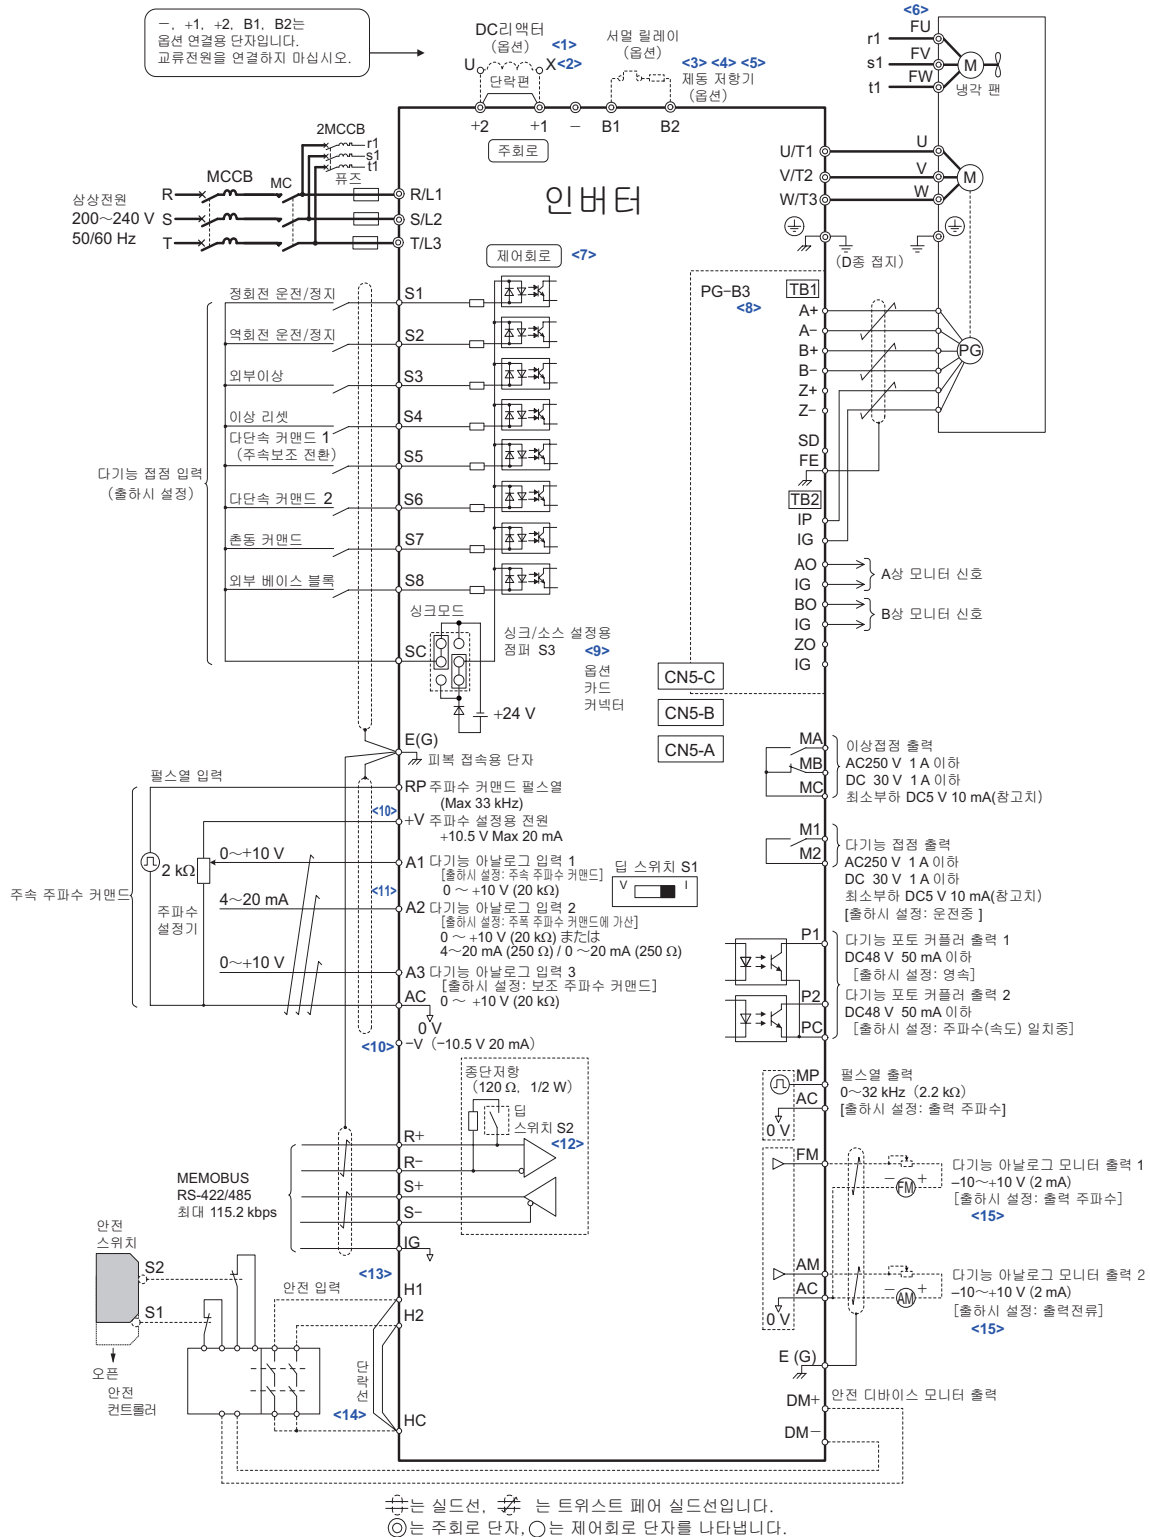 −, +1, +2, B1, B2는
옵션 연결용 단자입니다.
교류전원을 연결하지 마십시오.
DC리액터
(옵션)
<1>
U
X
<2>
단락편
서멀 릴레이
(옵션)
<3> <4> <5>
제동 저항기
(옵션)
+2
+1
−
B1
B2
주회로
<6>
FU
r1
FV
s1
FW
t1
M
냉각 팬
2MCCB
r1
s1
t1
퓨즈
MCCB
MC
삼상전원
200～240 V
50/60 Hz
R
S
T
R/L1
S/L2
T/L3
인버터
U/T1
V/T2
W/T3
U
V
W
M
(D종 접지)
제어회로
<7>
PG−B3
<8>
TB1
A+
A−
B+
B−
Z+
Z−
SD
FE
PG
TB2
IP
IG
AO
IG
A상 모니터 신호
BO
IG
B상 모니터 신호
ZO
IG
다기능 접점 입력
(출하시 설정)
정회전 운전/정지
S1
역회전 운전/정지
S2
외부이상
S3
이상 리셋
S4
다단속 커맨드 1
(주속보조 전환)
S5
다단속 커맨드 2
S6
촌동 커맨드
S7
외부 베이스 블록
S8
싱크모드
SC
싱크/소스 설정용
점퍼 S3
<9>
+24 V
옵션
카드
커넥터
CN5-C
CN5-B
CN5-A
E(G)
피복 접속용 단자
펄스열 입력
RP 주파수 커맨드 펄스열
(Max 33 kHz)
<10>
+V 주파수 설정용 전원
+10.5 V Max 20 mA
주속 주파수 커맨드
2 kΩ
주파수
설정기
0～+10 V
A1 다기능 아날로그 입력 1
[출하시 설정: 주속 주파수 커맨드]
0 ～ +10 V (20 kΩ)
<11>
4～20 mA
A2 다기능 아날로그 입력 2
[출하시 설정: 주폭 주파수 커맨드에 가산]
0 ～ +10 V (20 kΩ) または
4～20 mA (250 Ω) / 0 ～20 mA (250 Ω)
딥 스위치 S1
V
I
0～+10 V
A3 다기능 아날로그 입력 3
[출하시 설정: 보조 주파수 커맨드]
0 ～ +10 V (20 kΩ)
AC
0 V
<10>
−V (−10.5 V 20 mA)
MA
MB
MC
이상접점 출력
AC250 V 1 A 이하
DC 30 V 1 A 이하
최소부하 DC5 V 10 mA(참고치)
M1
M2
다기능 접점 출력
AC250 V 1 A 이하
DC 30 V 1 A 이하
최소부하 DC5 V 10 mA(참고치)
[출하시 설정: 운전중 ]
P1
다기능 포토 커플러 출력 1
DC48 V 50 mA 이하
[출하시 설정: 영속]
P2
PC
다기능 포토 커플러 출력 2
DC48 V 50 mA 이하
[출하시 설정: 주파수(속도) 일치중]
MP
AC
0 V
펄스열 출력
0～32 kHz (2.2 kΩ)
[출하시 설정: 출력 주파수]
종단저항
(120 Ω, 1/2 W)
딥
스위치 S2
<12>
MEMOBUS
RS-422/485
최대 115.2 kbps
R+
R−
S+
S−
IG
FM
− FM +
다기능 아날로그 모니터 출력 1
−10～+10 V (2 mA)
[출하시 설정: 출력 주파수]
<15>
AM
AC
0 V
− AM +
다기능 아날로그 모니터 출력 2
−10～+10 V (2 mA)
[출하시 설정: 출력전류]
<15>
E (G)
안전
스위치
S2
S1
오픈
안전
컨트롤러
<13>
안전 입력
H1
H2
단락선
<14>
HC
DM+
안전 디바이스 모니터 출력
DM−
는 실드선, 는 트위스트 페어 실드선입니다.
는 주회로 단자, 는 제어회로 단자를 나타냅니다.